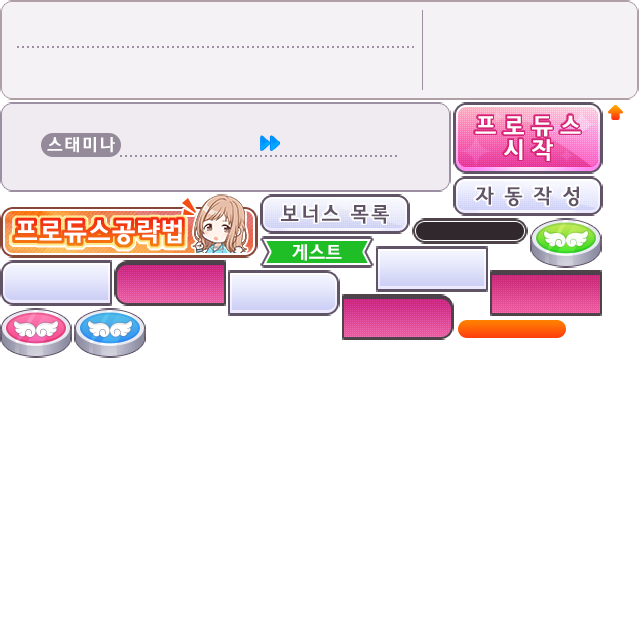 스태미나
프로듀스
시작
자동작성
프로듀스공략법
보너스 목록
게스트